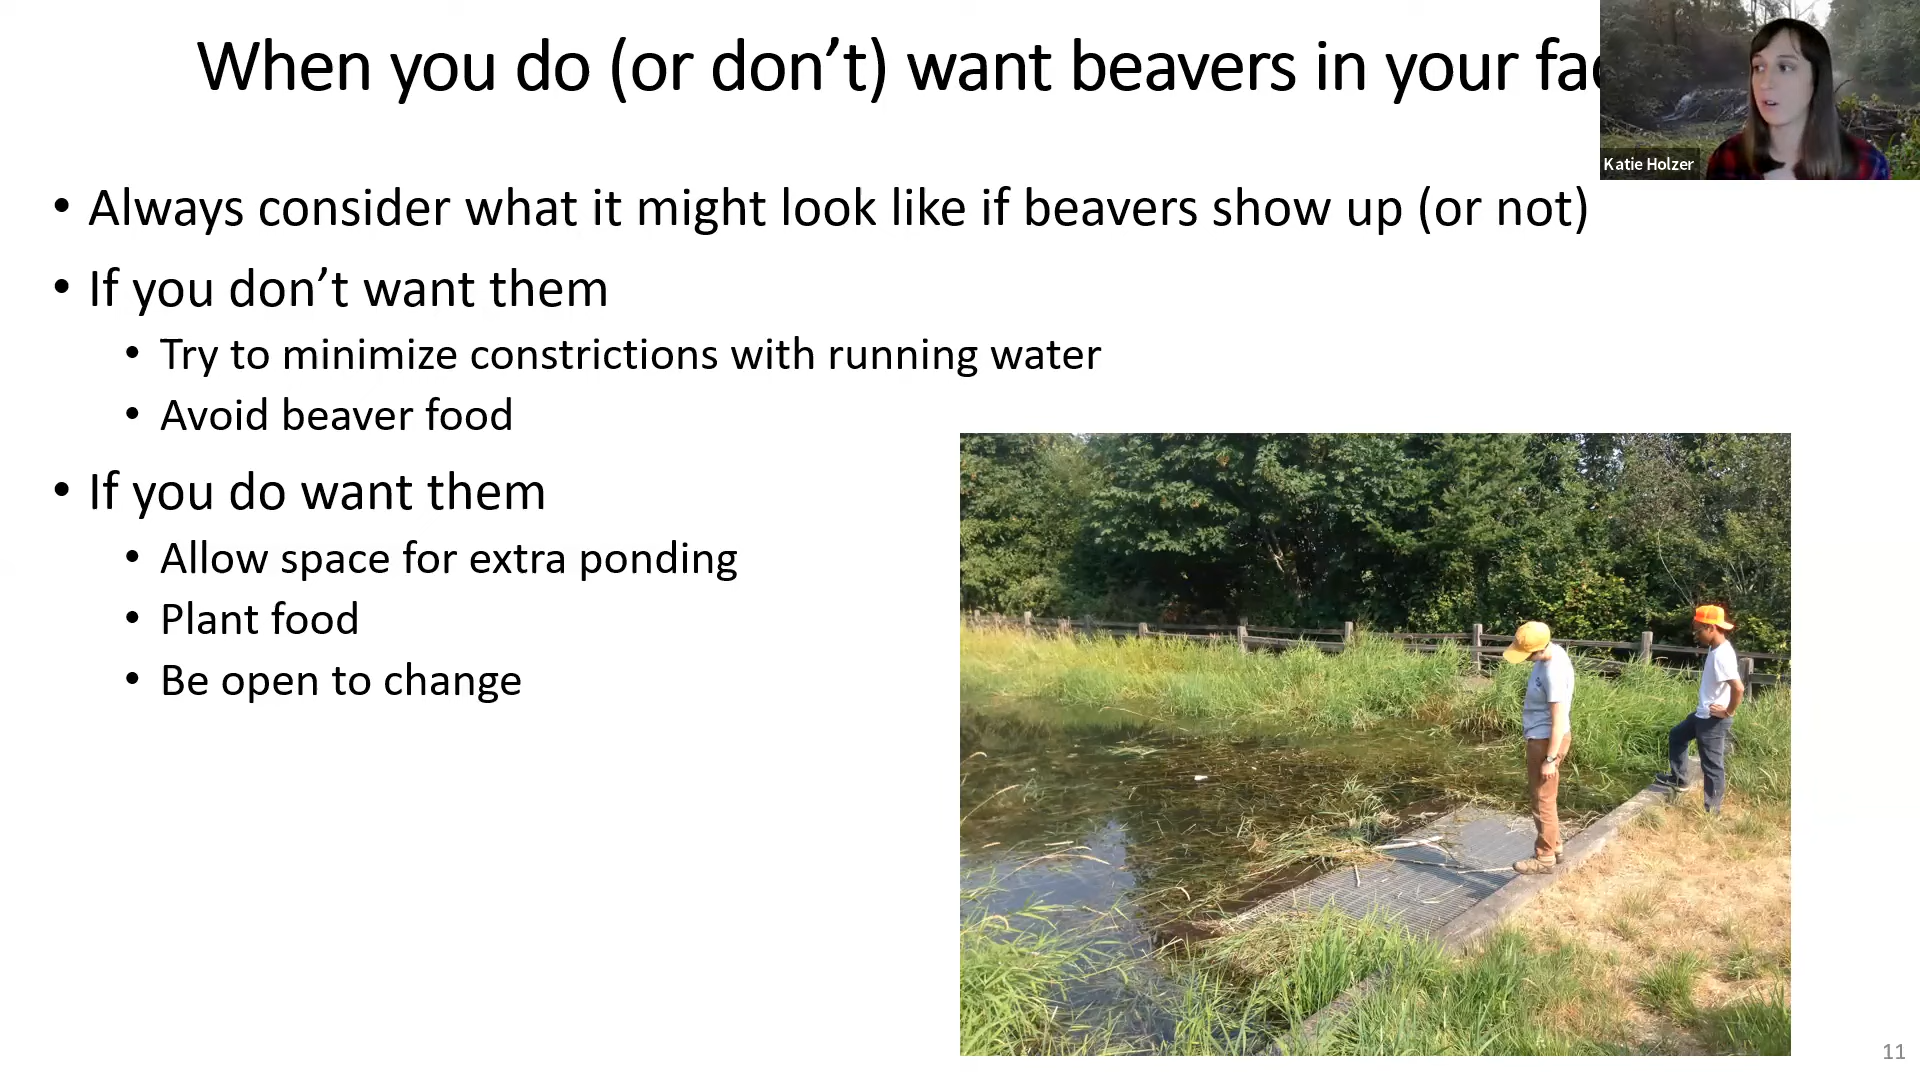 When you do (or don’t) want beavers in your
Katie Holzer
• Always consider what it might look like if beavers show up (or not)
• If you don’t want them
• Try to minimize constrictions with running water
• Avoid beaver food
• If you do want them
• Allow space for extra ponding
• Plant food
• Be open to change
11